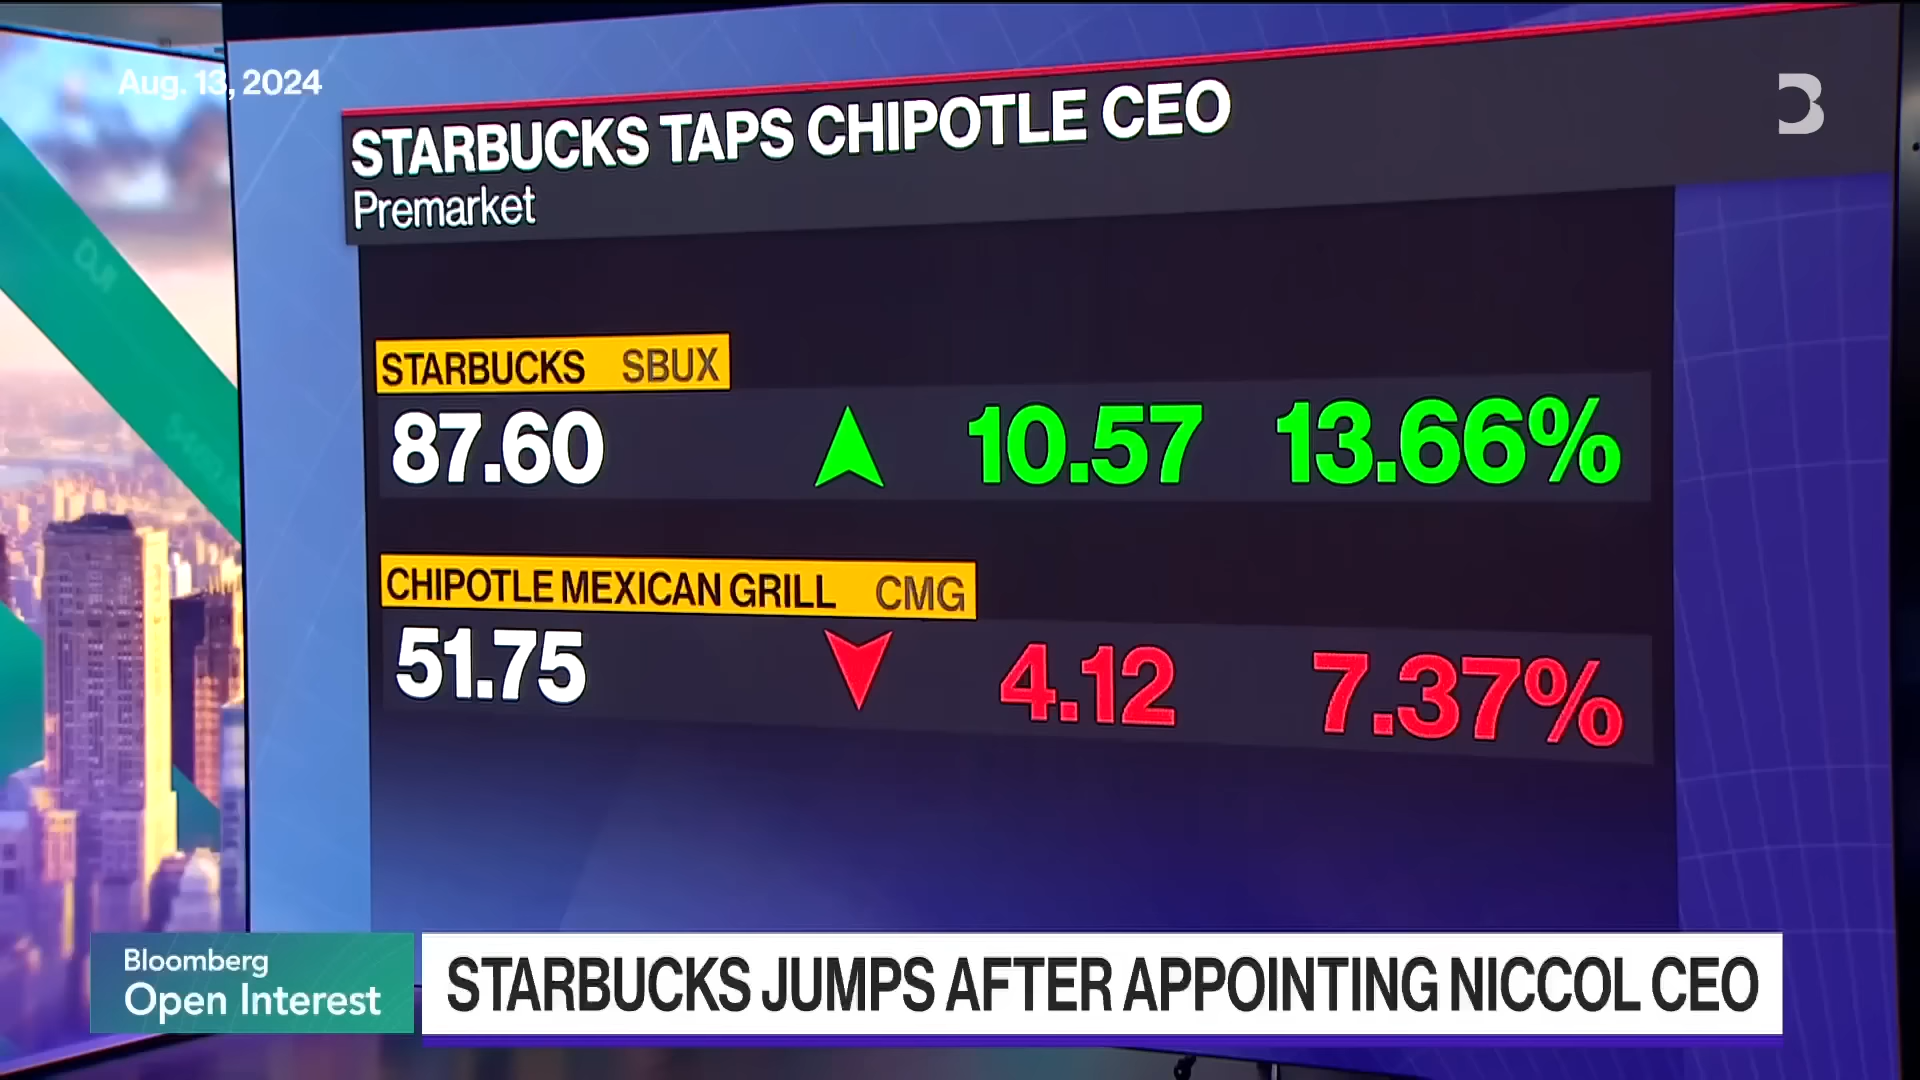 Aug. 13, 2024
STARBUCKS TAPS CHIPOTLE CEO
Premarket
DJI
STARBUCKS SBUX
87.60 10.57 13.66%
CHIPOTLE MEXICAN GRILL CMG
51.75 4.12 7.37%
Bloomberg
Open Interest
STARBUCKS JUMPS AFTER APPOINTING NICCOL CEO